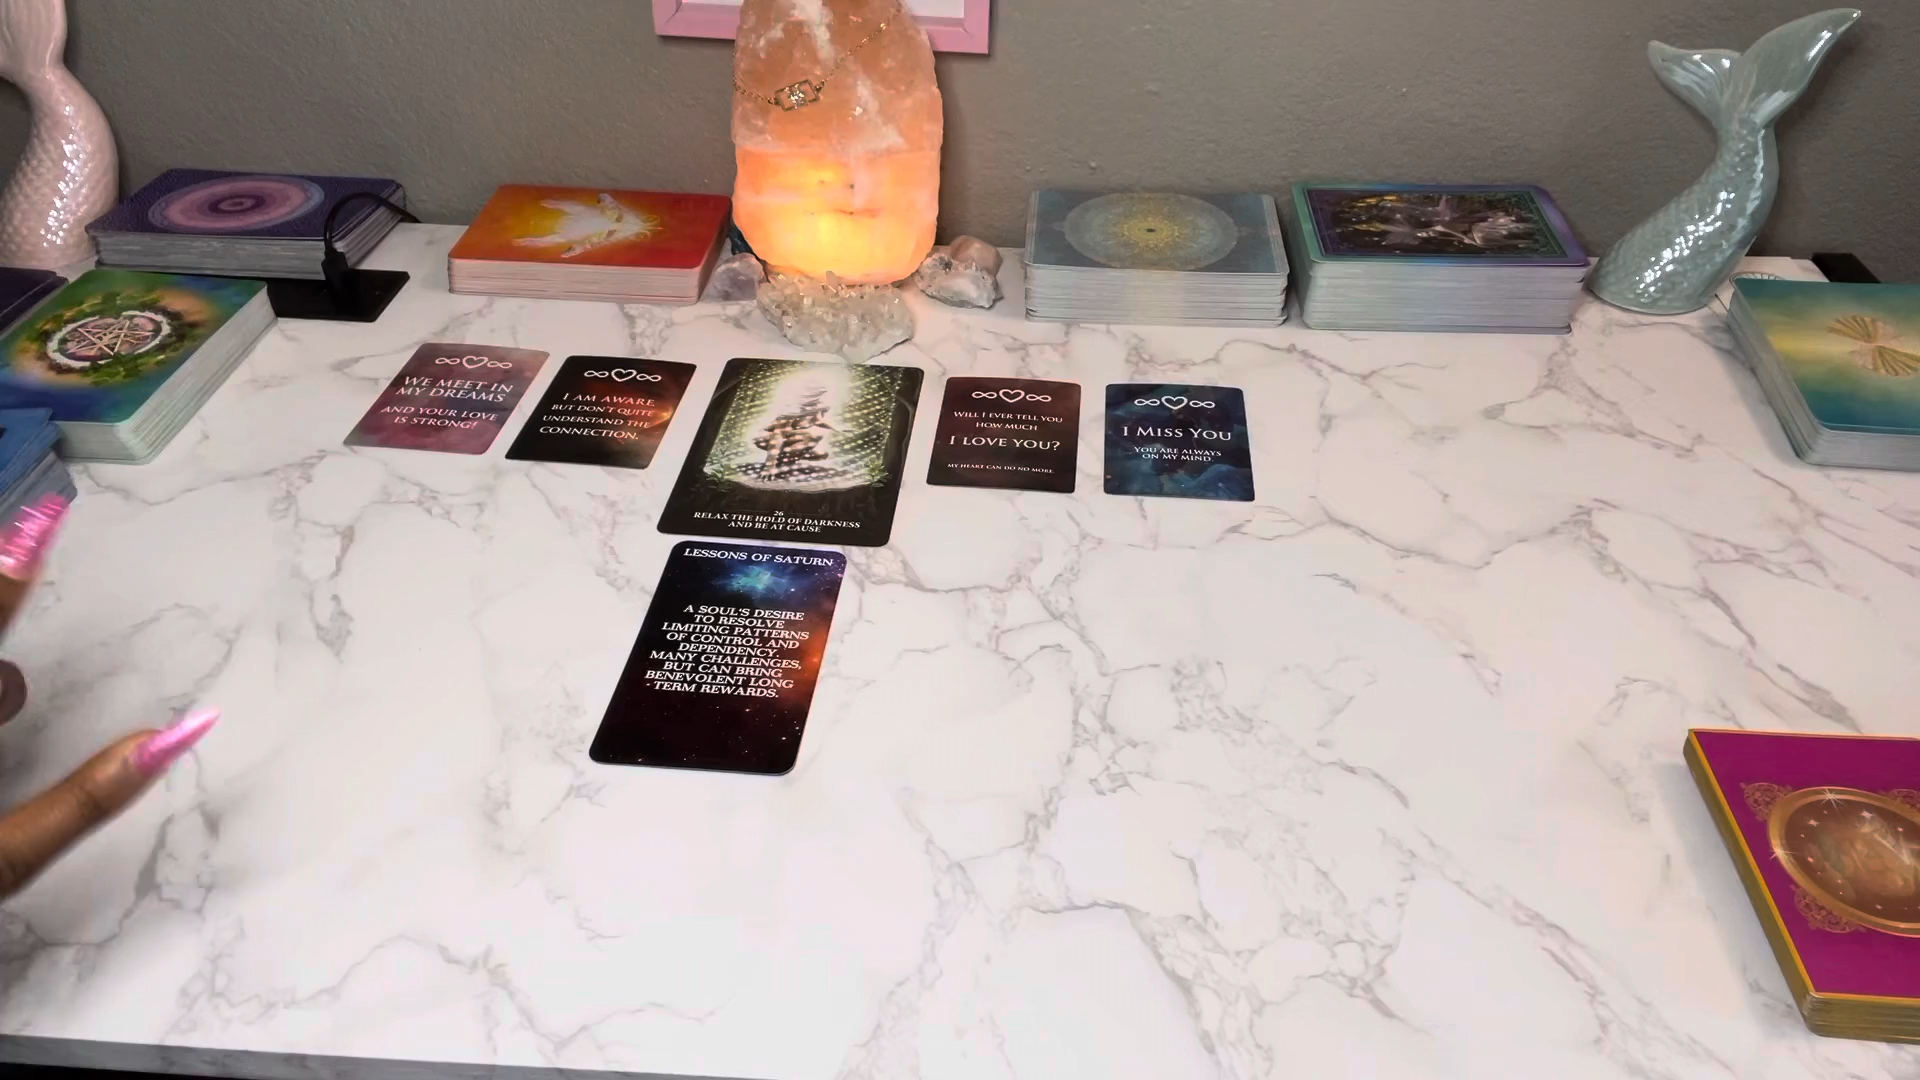 WE MEET IN
MY DREAMS
AND YOUR LOVE
IS STRONG!
I AM AWARE
BUT DON'T QUITE
UNDERSTAND THE
CONNECTION.
26
RELAX THE HOLD OF DARKNESS
AND BE AT CAUSE
WILL I EVER TELL YOU
HOW MUCH
I LOVE YOU?
MY HEART CAN DO NO MORE.
I MISS YOU
YOU ARE ALWAYS
ON MY MIND.
LESSONS OF SATURN
A SOUL'S DESIRE
TO RESOLVE
LIMITING PATTERNS
OF CONTROL AND
DEPENDENCY.
MANY CHALLENGES,
BUT CAN BRING
BENEVOLENT LONG
- TERM REWARDS.